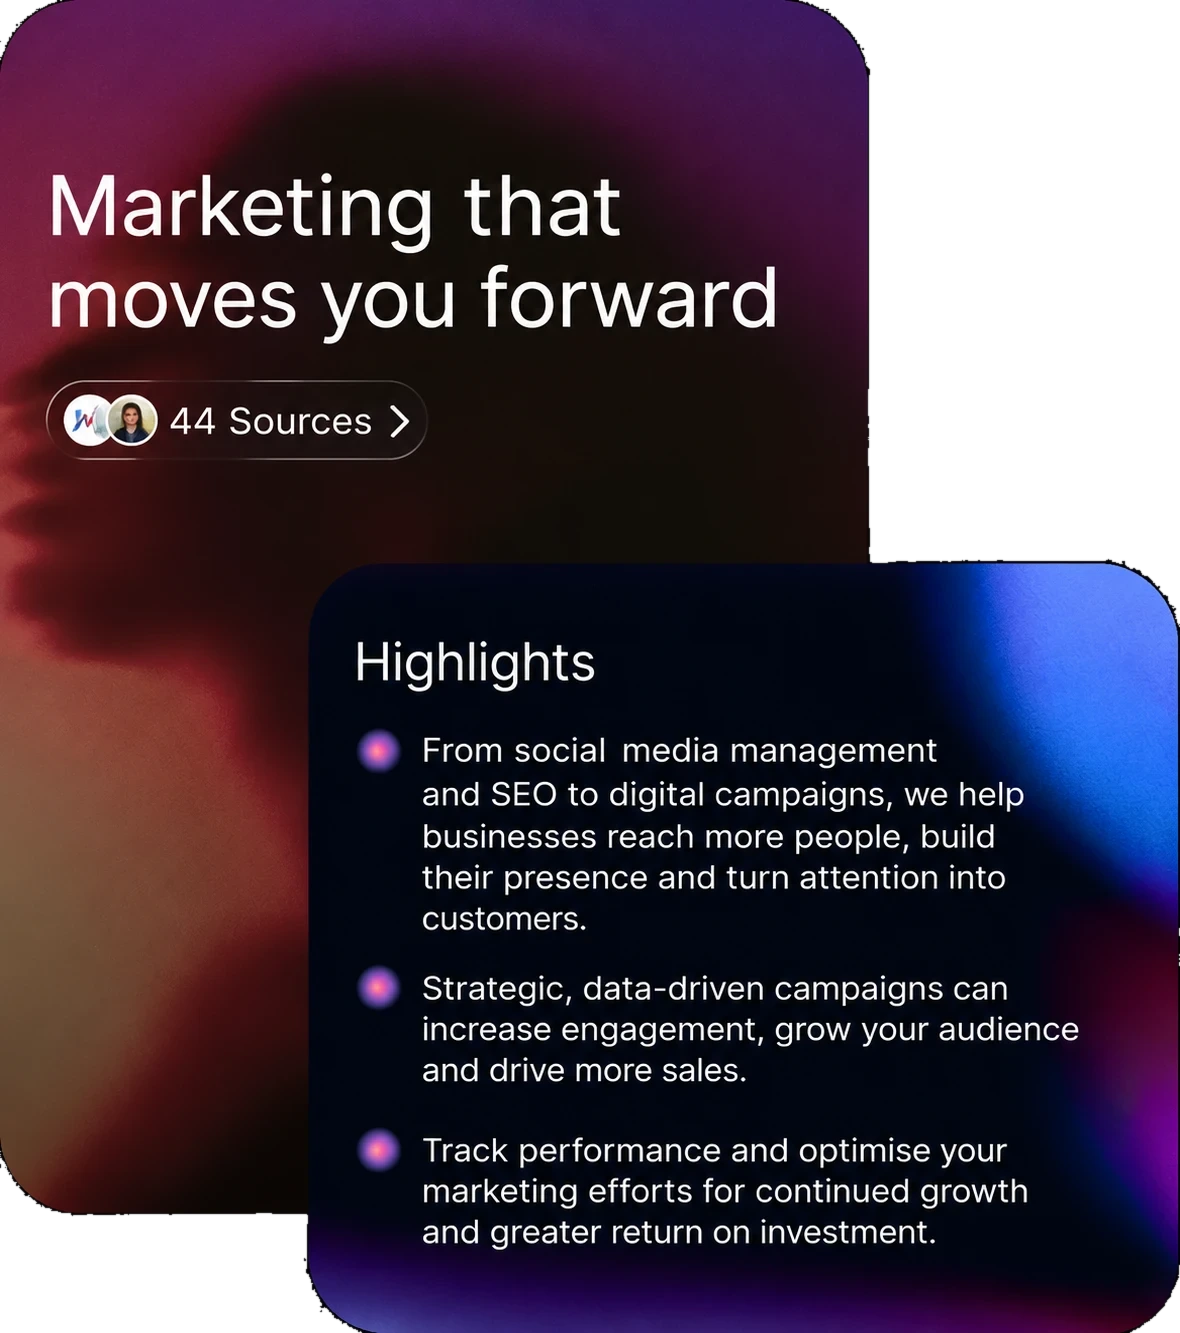 Marketing that
moves you forward
44 Sources
Highlights
From social media management
and SEO to digital campaigns, we help
businesses reach more people, build
their presence and turn attention into
customers.
Strategic, data-driven campaigns can
increase engagement, grow your audience
and drive more sales.
Track performance and optimise your
marketing efforts for continued growth
and greater return on investment.